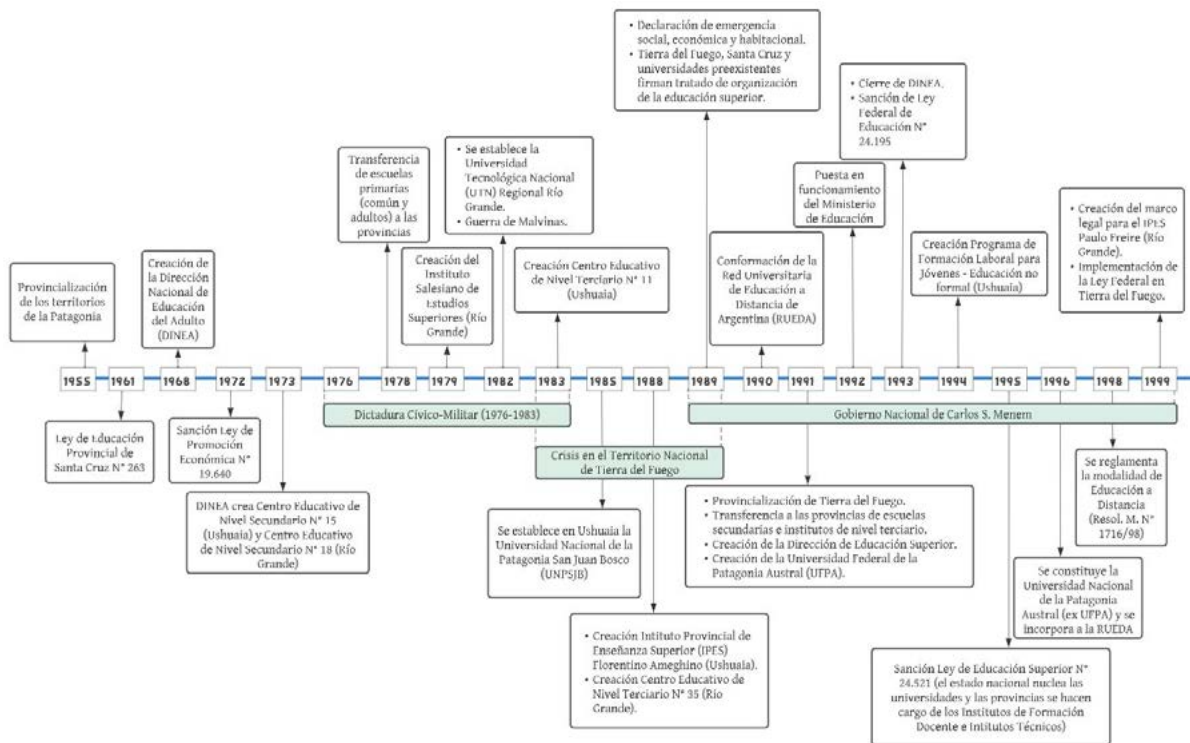 • Declaración de emergencia
social, económica y habitacional.
• Tierra del Fuego, Santa Cruz y
universidades preexistentes
firman tratado de organización
de la educación superior.
• Cierre de DINEA.
• Sanción de Ley
Federal de
Educación N°
24.195
Transferencia
de escuelas
primarias
(común y
adultos) a las
provincias
• Se establece la
Universidad
Tecnológica Nacional
(UTN) Regional Río
Grande.
• Guerra de Malvinas.
Puesta en
funcionamiento
del Ministerio de
Educación
• Creación del marco
legal para el IPES
Paulo Freire (Río
Grande).
• Implementación de
la Ley Federal en
Tierra del Fuego.
Provincialización
de los territorios
de la Patagonia
Creación de
la Dirección
Nacional de
Educación
del Adulto
(DINEA)
Creación del
Instituto
Salesiano de
Estudios
Superiores (Río
Grande)
Creación Centro Educativo
de Nivel Terciario N° 11
(Ushuaia)
Conformación de
la Red Universitaria
de Educación a
Distancia de
Argentina (RUEDA)
Creación Programa de
Formación Laboral para
Jóvenes - Educación no
formal (Ushuaia)
1955 1961 1968 1972 1973 1976 1978 1979 1982 1983 1985 1988 1989 1990 1991 1992 1993 1994 1995 1996 1998 1999
Dictadura Cívico-Militar (1976-1983)
Gobierno Nacional de Carlos S. Menem
Crisis en el Territorio Nacional
de Tierra del Fuego
Ley de Educación
Provincial de
Santa Cruz N° 263
Sanción Ley de
Promoción
Económica N°
19.640
DINEA crea Centro Educativo de
Nivel Secundario N° 15
(Ushuaia) y Centro Educativo
de Nivel Secundario N° 18 (Río
Grande)
Se establece en Ushuaia la
Universidad Nacional de la
Patagonia San Juan Bosco
(UNPSJB)
• Creación Intituto Provincial de
Enseñanza Superior (IPES)
Florentino Ameghino (Ushuaia).
• Creación Centro Educativo de
Nivel Terciario N° 35 (Río
Grande).
• Provincialización de Tierra del Fuego.
• Transferencia a las provincias de escuelas
secundarias e institutos de nivel terciario.
• Creación de la Dirección de Educación Superior.
• Creación de la Universidad Federal de la
Patagonia Austral (UFPA).
Sanción Ley de Educación Superior N°
24.521 (el estado nacional nuclea las
universidades y las provincias se hacen
cargo de los Institutos de Formación
Docente e Intitutos Técnicos)
Se constituye la
Universidad Nacional
de la Patagonia
Austral (ex UFPA) y se
incorpora a la RUEDA
Se reglamenta
la modalidad de
Educación a
Distancia
(Resol. M. N°
1716/98)